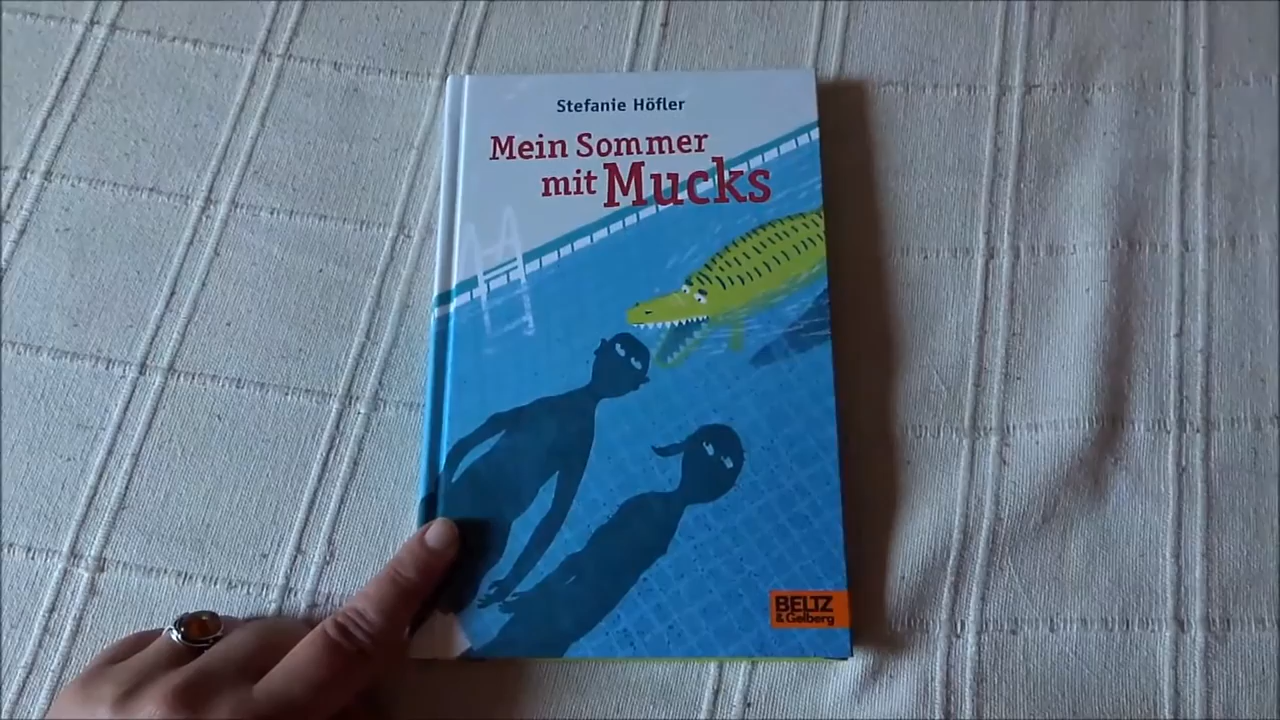 Stefanie Höfler
Mein Sommer
mit Mucks
BELTZ
& Gelberg